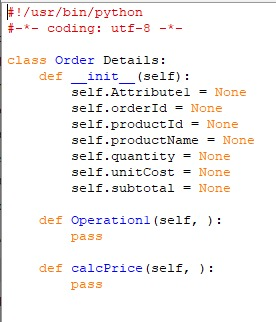 #!/usr/bin/python
#-*- coding: utf-8 -*-
class Order Details:
def __init__(self):
self.Attribute1 = None
self.orderId = None
self.productId = None
self.productName = None
self.quantity = None
self.unitCost = None
self.subtotal = None
def Operation1(self, ):
pass
def calcPrice(self, ):
pass